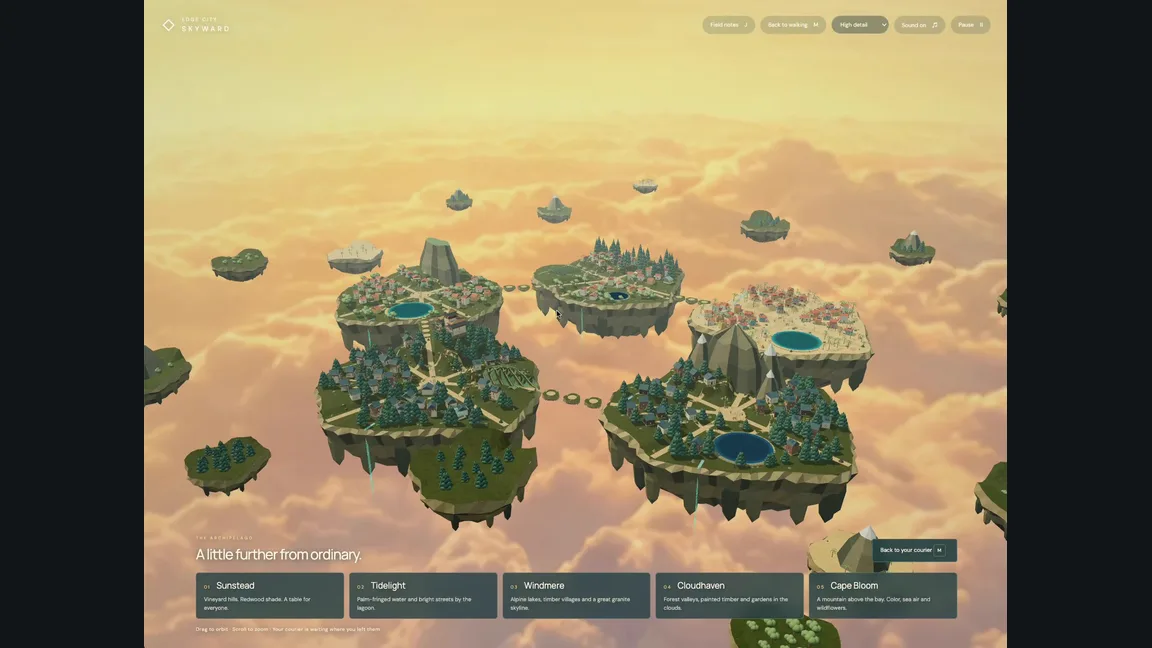 EDGE CITY
SKYWARD
Field notes J
Back to walking M
High detail
Sound on
Pause
THE ARCHIPELAGO
A little further from ordinary.
Back to your courier M
01 Sunstead
Vineyard hills. Redwood shade. A table for
everyone.
02 Tidelight
Palm-fringed water and bright streets by the
lagoon.
03 Windmere
Alpine lakes, timber villages and a great granite
skyline.
04 Cloudhaven
Forest valleys, painted timber and gardens in the
clouds.
05 Cape Bloom
A mountain above the bay. Color, sea air and
wildflowers.
Drag to orbit · Scroll to zoom · Your courier is waiting where you left them